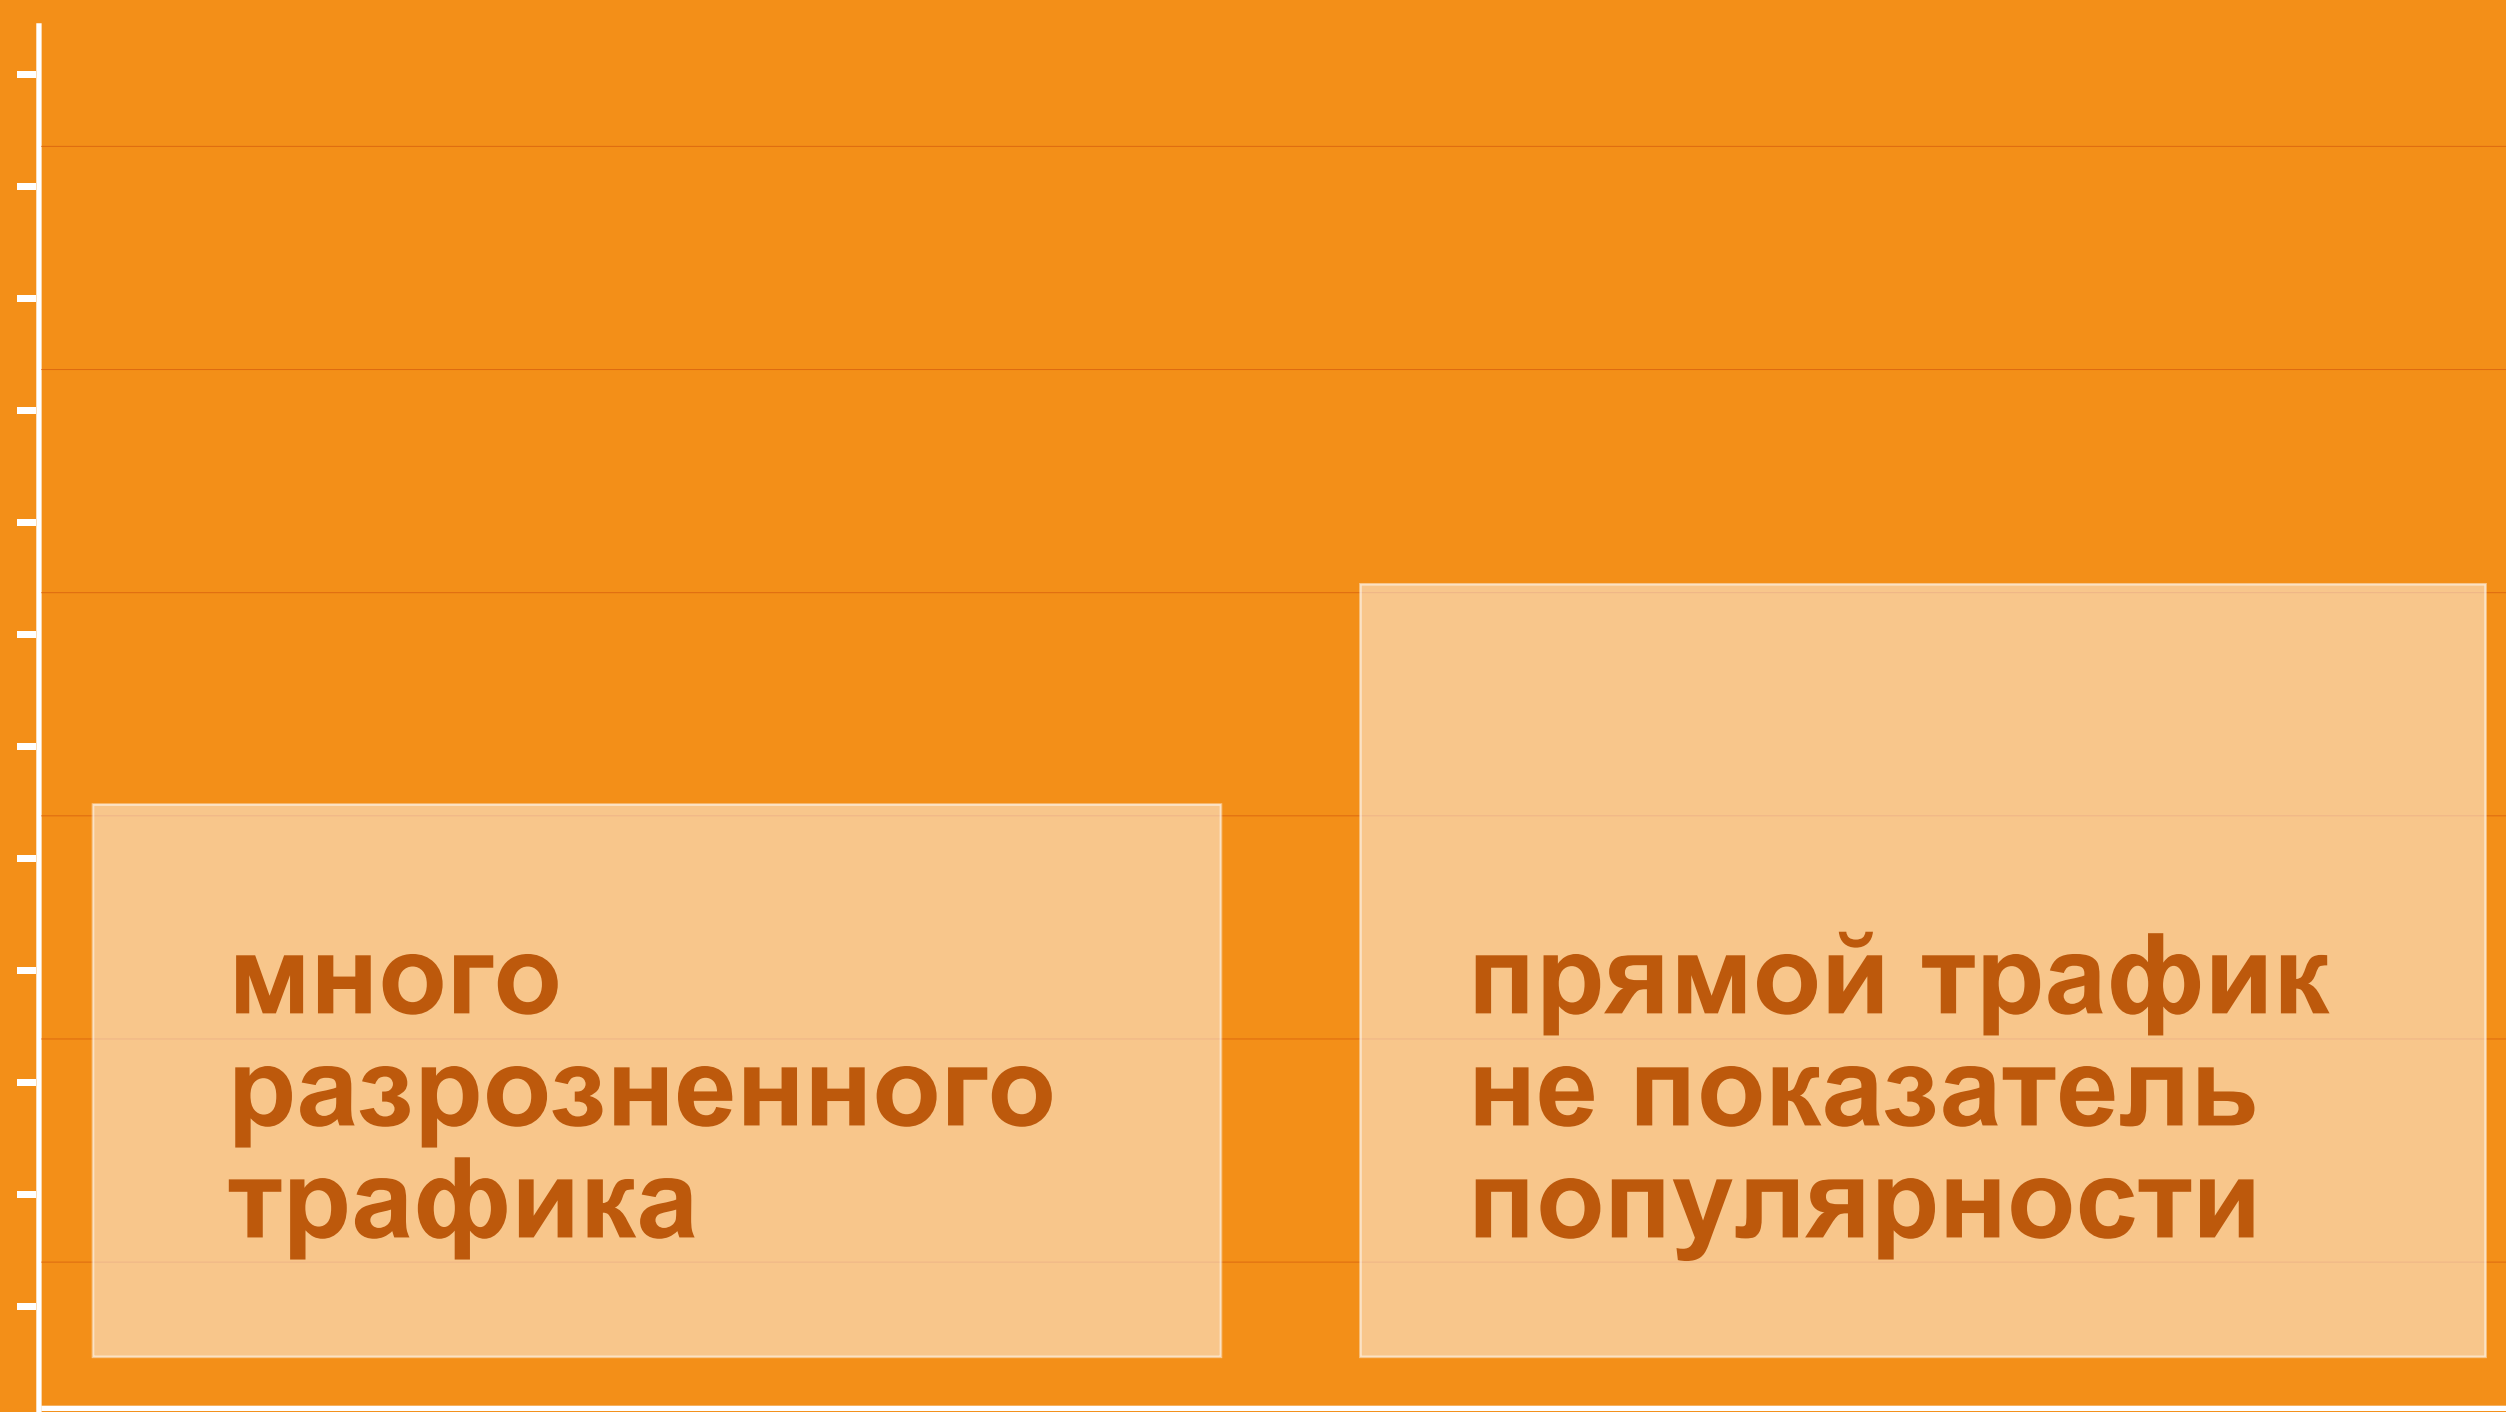 много
разрозненного
трафика
прямой трафик
не показатель
популярности